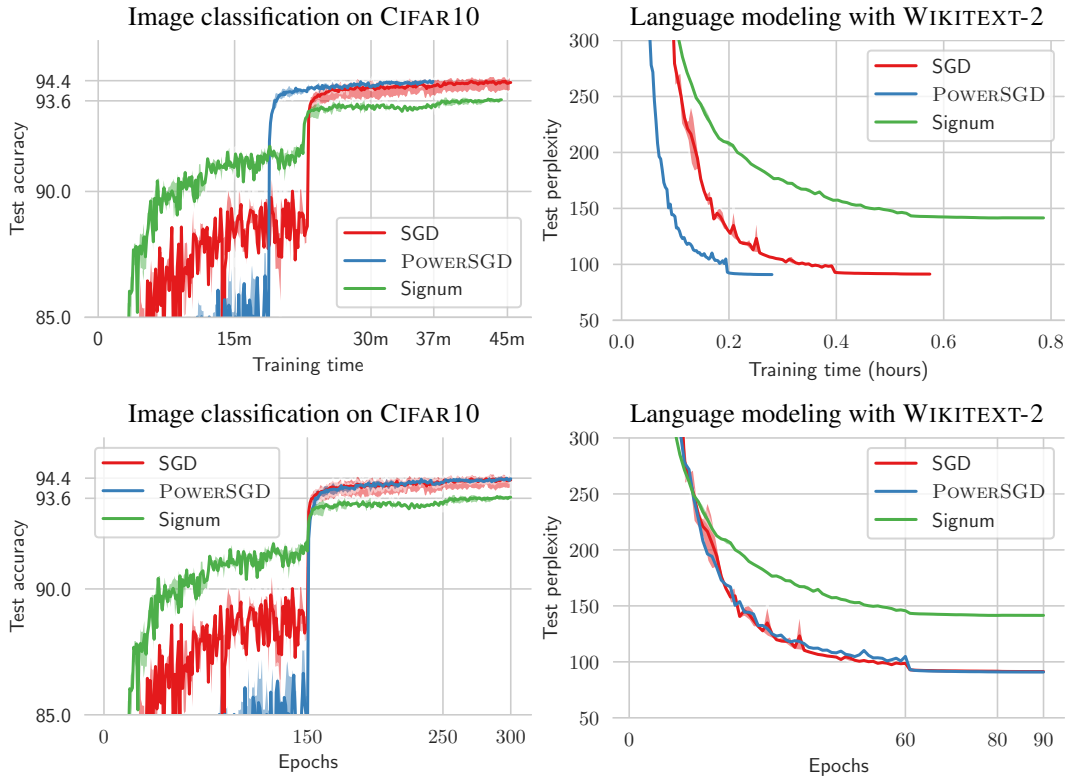 Image classification on CIFAR10
Test accuracy
94.4
93.6
90.0
85.0
SGD
POWERSGD
Signum
0
15m
30m
37m
45m
Training time
Language modeling with WIKITEXT-2
Test perplexity
300
250
200
150
100
50
SGD
POWERSGD
Signum
0.0
0.2
0.4
0.6
0.8
Training time (hours)
Image classification on CIFAR10
Test accuracy
94.4
93.6
90.0
85.0
SGD
POWERSGD
Signum
0
150
250
300
Epochs
Language modeling with WIKITEXT-2
Test perplexity
300
250
200
150
100
50
SGD
POWERSGD
Signum
0
60
80
90
Epochs